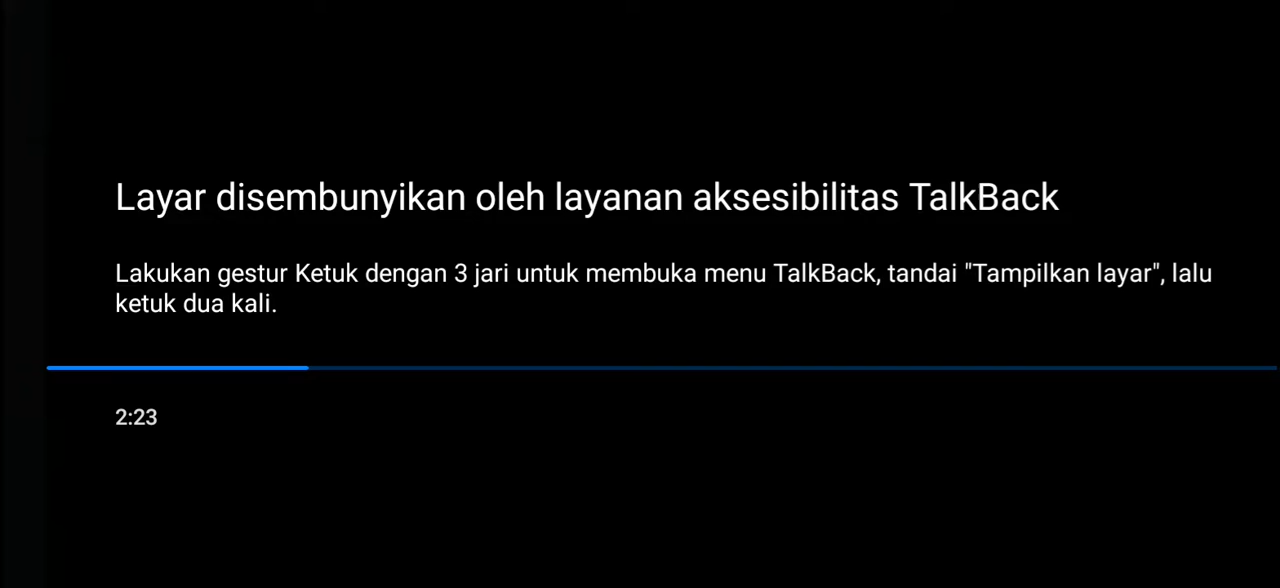 Layar disembunyikan oleh layanan aksesibilitas TalkBack
Lakukan gestur Ketuk dengan 3 jari untuk membuka menu TalkBack, tandai "Tampilkan layar", lalu
ketuk dua kali.
2:23